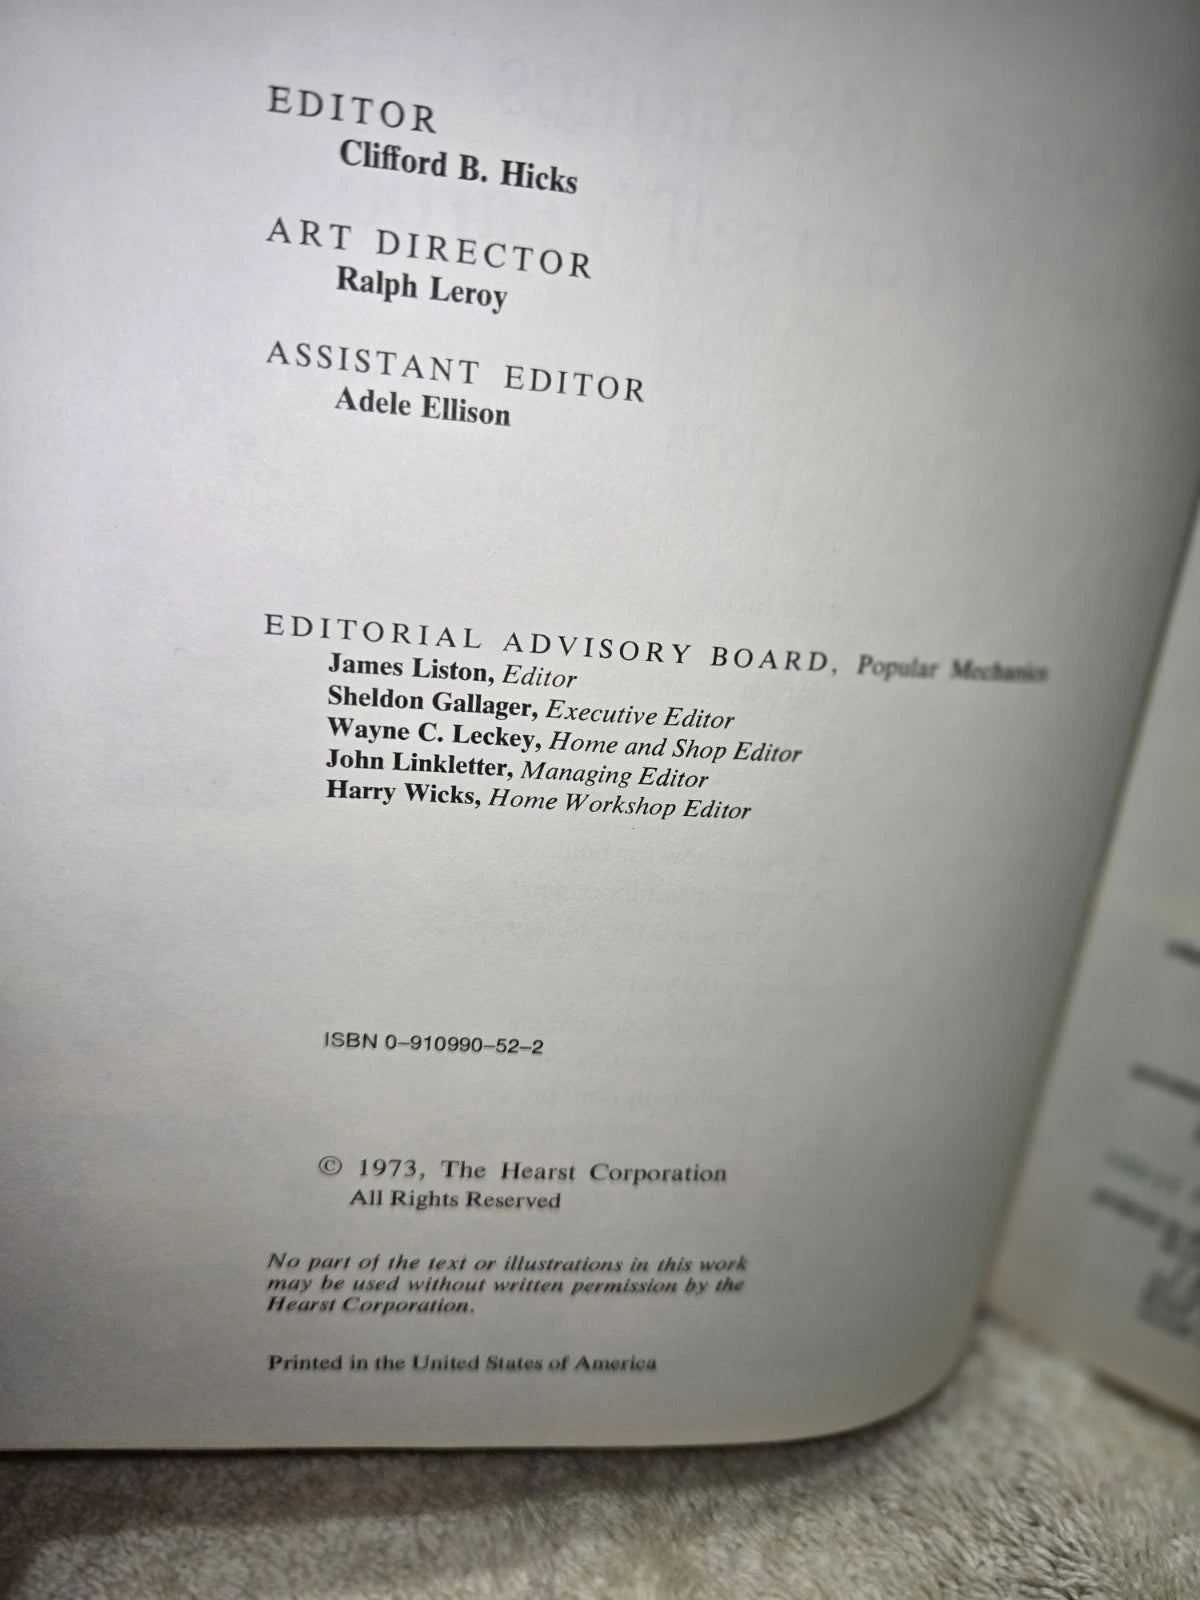 EDITOR
Clifford B. Hicks
ART DIRECTOR
Ralph Leroy
ASSISTANT EDITOR
Adele Ellison
EDITORIAL ADVISORY BOARD, Popular Mechanics
James Liston, Editor
Sheldon Gallager, Executive Editor
Wayne C. Leckey, Home and Shop Editor
John Linkletter, Managing Editor
Harry Wicks, Home Workshop Editor
ISBN 0–910990–52–2
© 1973, The Hearst Corporation
All Rights Reserved
No part of the text or illustrations in this work
may be used without written permission by the
Hearst Corporation.
Printed in the United States of America